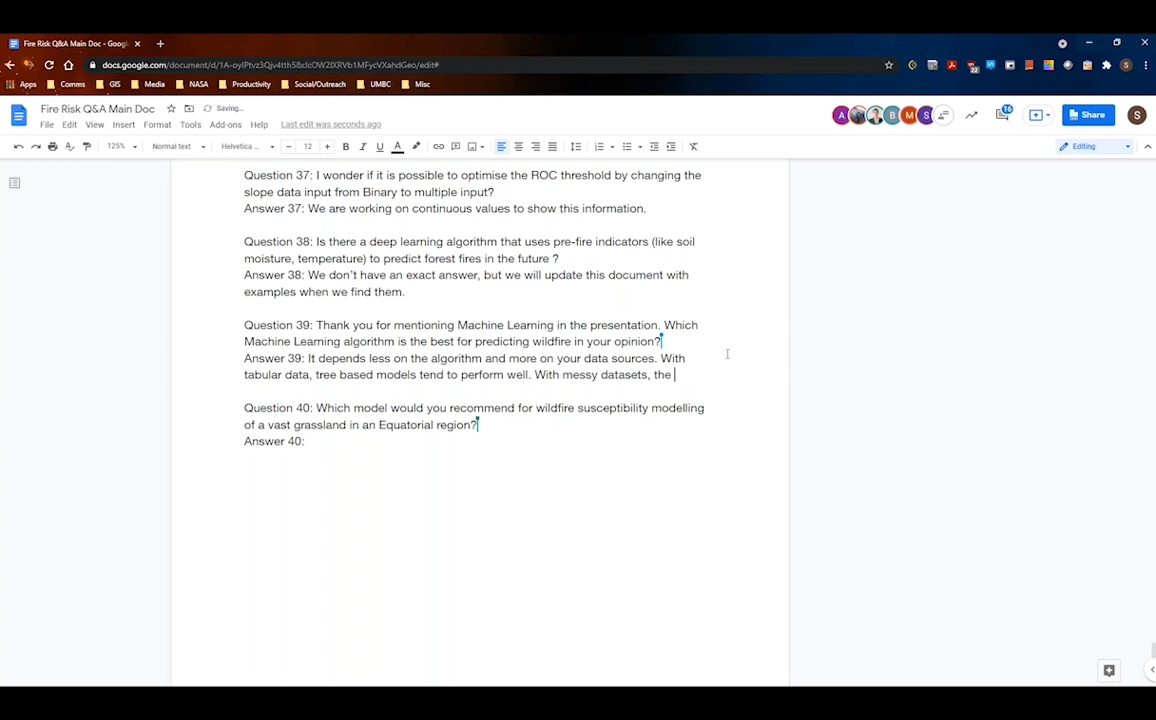 Fire Risk Q&A Main Doc - Googl
docs.google.com/document/d/1A-oyIPtvz3Qjv4tth58xJcOW2IXRVb1MFycVXahdGeo/edit#
Apps Comms GIS Media NASA Productivity Social/Outreach UMBC Misc
Fire Risk Q&A Main Doc Saving...
File Edit View Insert Format Tools Add-ons Help Last edit was seconds ago
A B M S 16 Share S
125% Normal text Helvetica ... 12 B I U A Editing
Question 37: I wonder if it is possible to optimise the ROC threshold by changing the
slope data input from Binary to multiple input?
Answer 37: We are working on continuous values to show this information.
Question 38: Is there a deep learning algorithm that uses pre-fire indicators (like soil
moisture, temperature) to predict forest fires in the future ?
Answer 38: We don't have an exact answer, but we will update this document with
examples when we find them.
Question 39: Thank you for mentioning Machine Learning in the presentation. Which
Machine Learning algorithm is the best for predicting wildfire in your opinion?
Answer 39: It depends less on the algorithm and more on your data sources. With
tabular data, tree based models tend to perform well. With messy datasets, the
Question 40: Which model would you recommend for wildfire susceptibility modelling
of a vast grassland in an Equatorial region?
Answer 40: